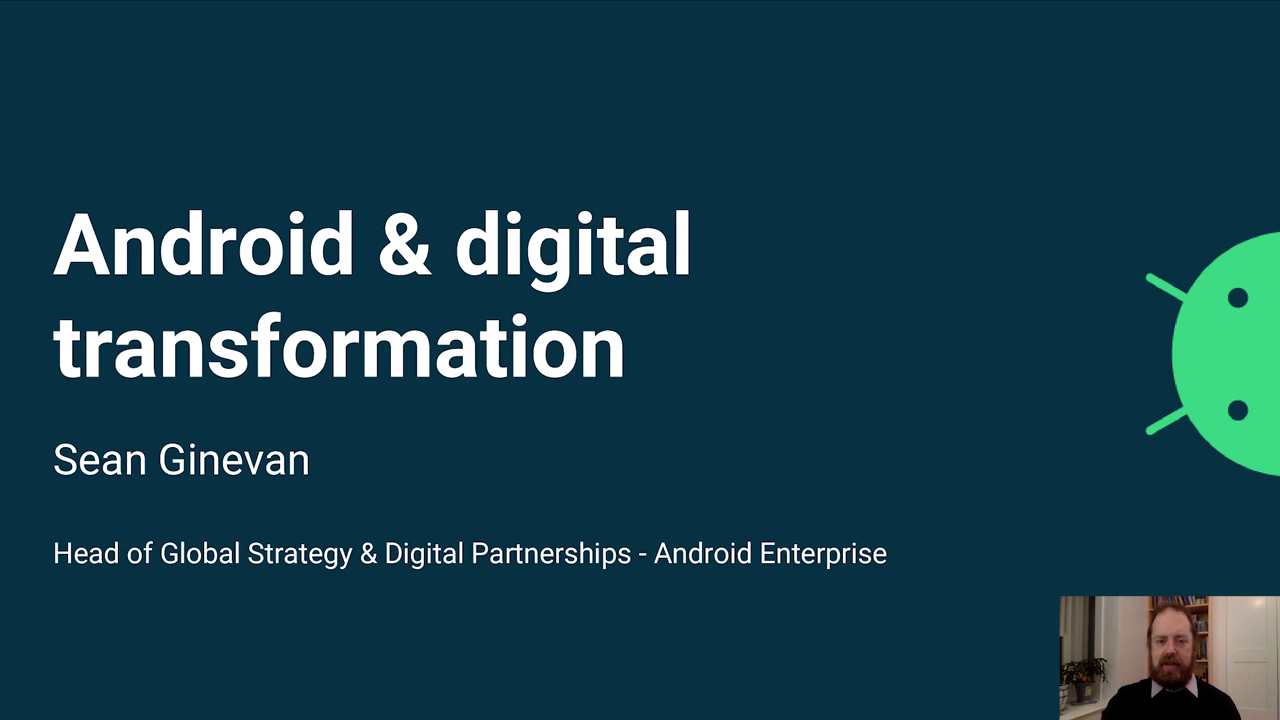 Android & digital
transformation
Sean Ginevan
Head of Global Strategy & Digital Partnerships - Android Enterprise